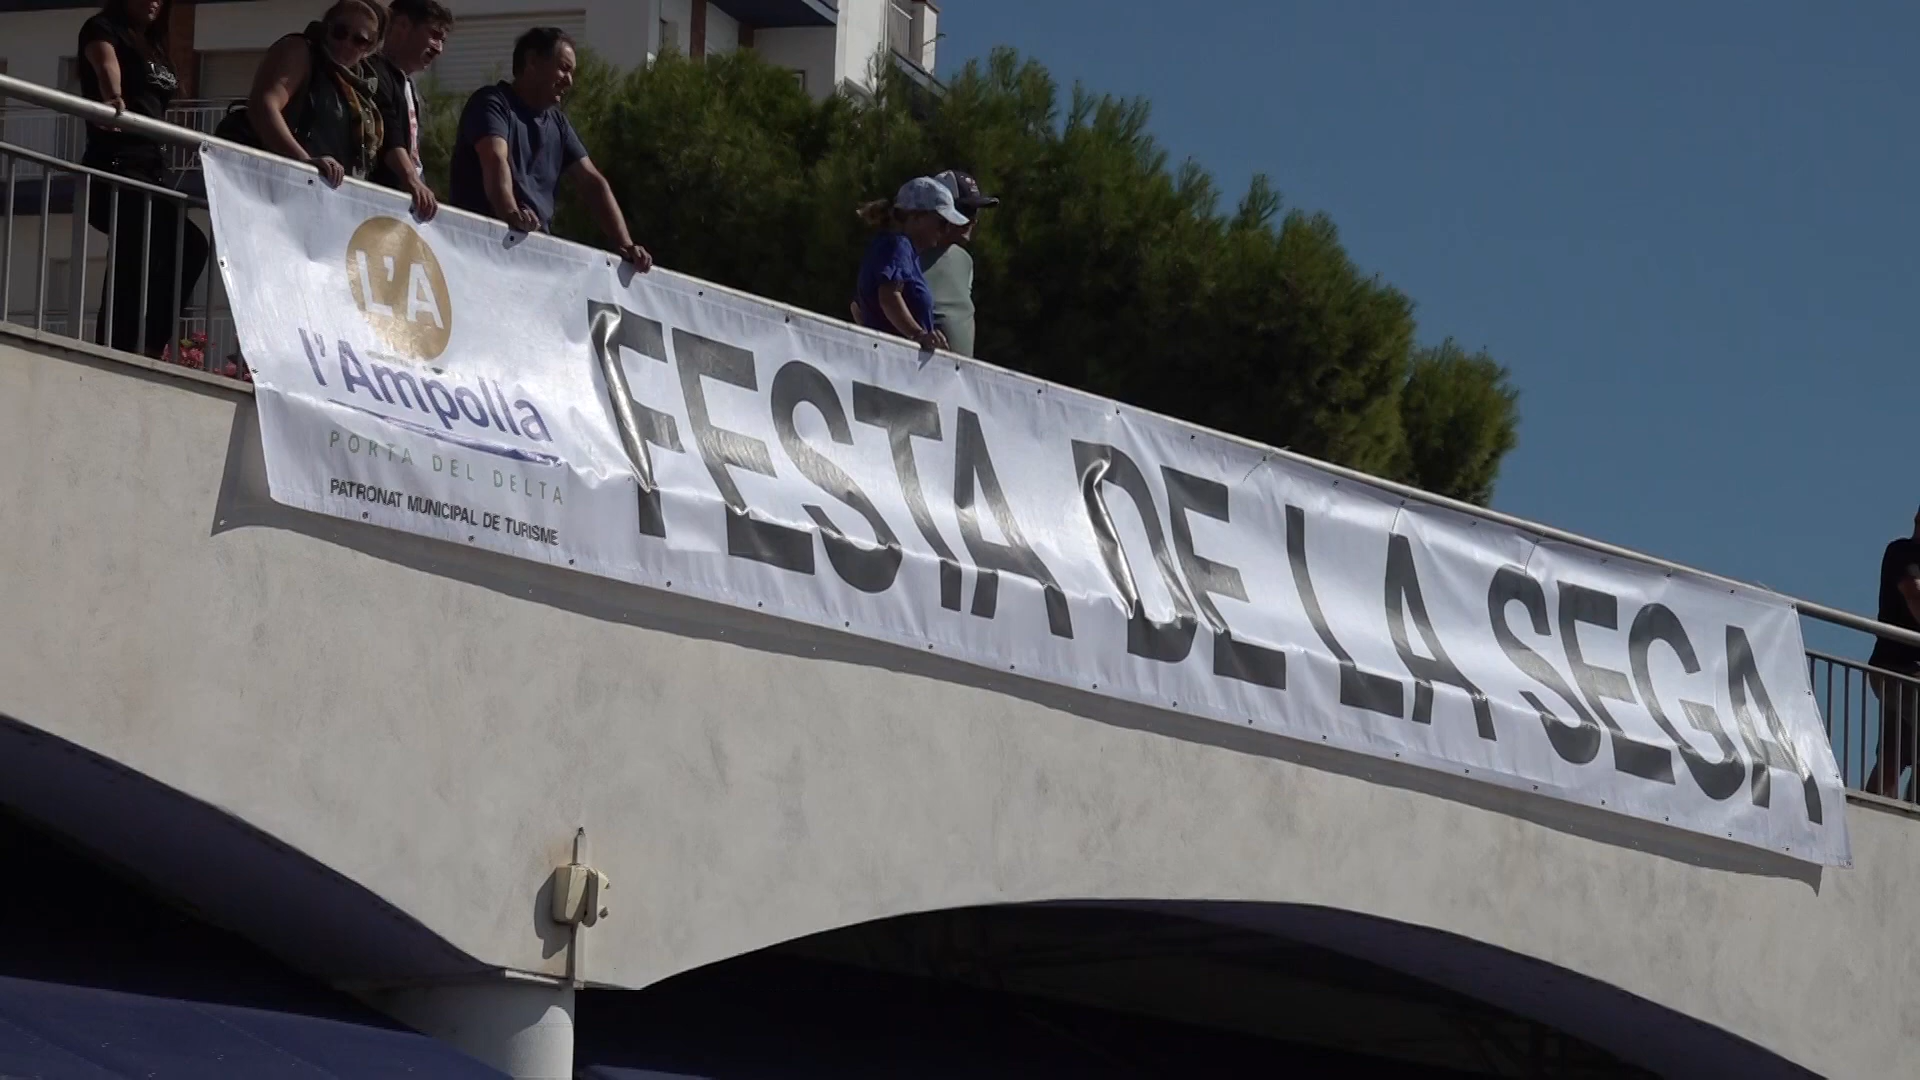 L'A
l'Ampolla
PORTA DEL DELTA
PATRONAT MUNICIPAL DE TURISME
FESTA DE LA SEGA